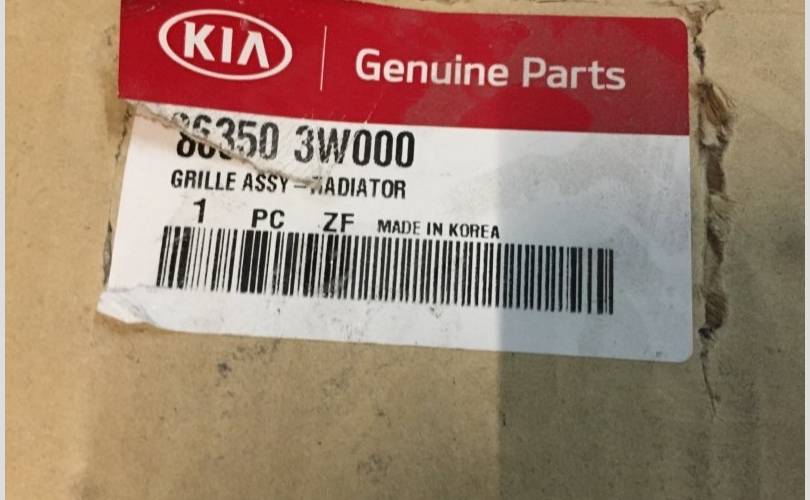 KIA Genuine Parts
86350 3W000
GRILLE ASSY-RADIATOR
1 PC ZF MADE IN KOREA